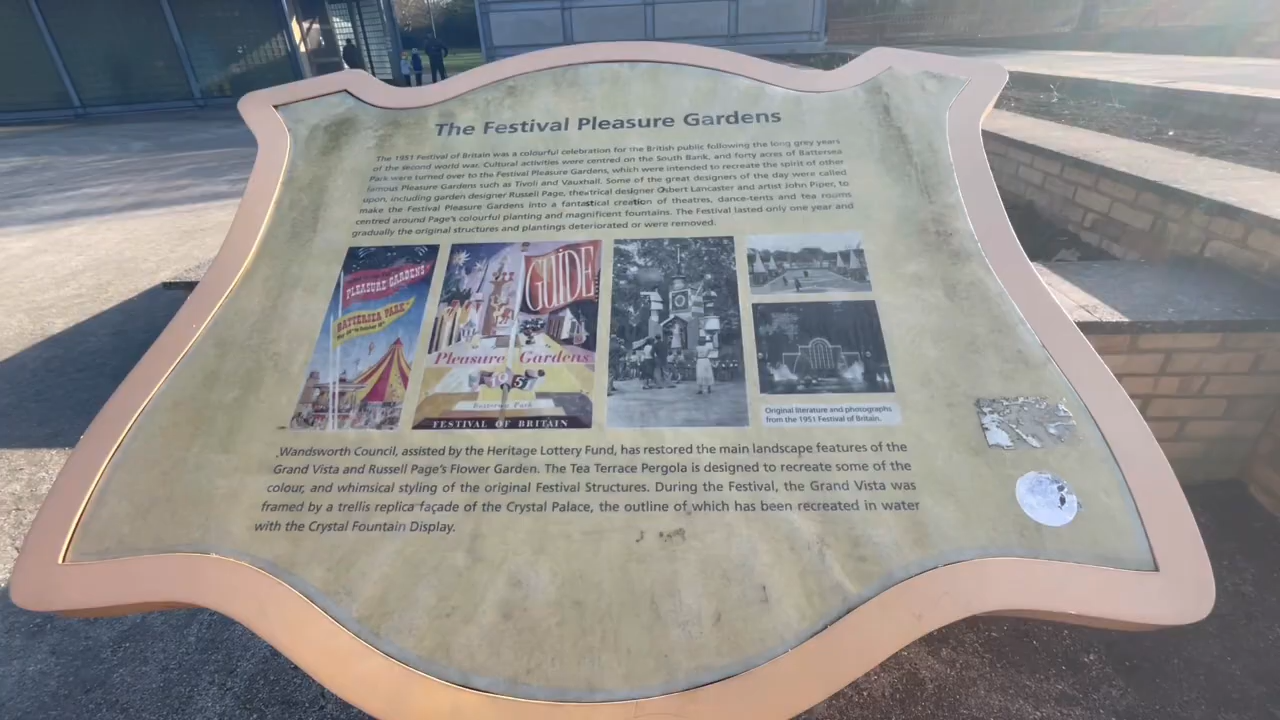 The Festival Pleasure Gardens
The 1951 Festival of Britain was a colourful celebration for the British public following the long grey years
of the second world war. Cultural activities were centred on the South Bank, and forty acres of Battersea
Park were turned over to the Festival Pleasure Gardens, which were intended to recreate the spirit of other
famous Pleasure Gardens such as Tivoli and Vauxhall. Some of the great designers of the day were called
upon, including garden designer Russell Page, theatrical designer Osbert Lancaster and artist John Piper, to
make the Festival Pleasure Gardens into a fantastical creation of theatres, dance-tents and tea rooms
centred around Page's colourful planting and magnificent fountains. The Festival lasted only one year and
gradually the original structures and plantings deteriorated or were removed.
PLEASURE GARDENS
BATTERSEA PARK
GUIDE
Pleasure Gardens
1951
Battersea Park
FESTIVAL OF BRITAIN
Original literature and photographs
from the 1951 Festival of Britain.
Wandsworth Council, assisted by the Heritage Lottery Fund, has restored the main landscape features of the
Grand Vista and Russell Page's Flower Garden. The Tea Terrace Pergola is designed to recreate some of the
colour, and whimsical styling of the original Festival Structures. During the Festival, the Grand Vista was
framed by a trellis replica façade of the Crystal Palace, the outline of which has been recreated in water
with the Crystal Fountain Display.